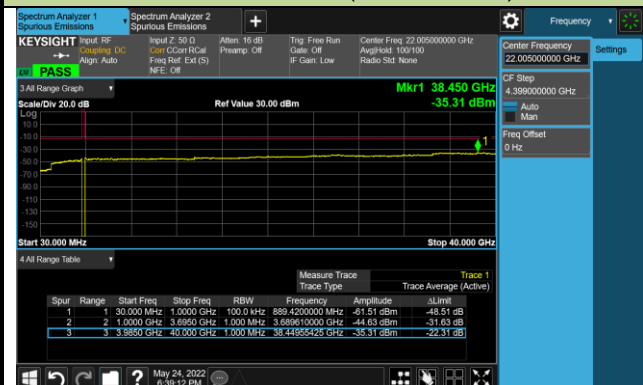 Spectrum Analyzer 1
Spurious Emissions
Spectrum Analyzer 2
Spurious Emissions
+
Frequency
KEYSIGHT
PASS
Input: RF
Coupling: DC
Align: Auto
Input Z: 50 Ω
Corr CCorr RCal
Freq Ref: Ext (S)
NFE: Off
Atten: 16 dB
Preamp: Off
Trig: Free Run
Gate: Off
IF Gain: Low
Center Freq: 22.005000000 GHz
Avg|Hold: 100/100
Radio Std: None
Center Frequency
22.005000000 GHz
Settings
CF Step
4.399000000 GHz
Auto
Man
Freq Offset
0 Hz
3 All Range Graph
Mkr1 38.450 GHz
Scale/Div 20.0 dB
Ref Value 30.00 dBm
-35.31 dBm
Log
10.0
-10.0
-30.0
-50.0
-70.0
-90.0
-110
-130
-150
1
Start 30.000 MHz
Stop 40.000 GHz
4 All Range Table
Measure Trace Trace 1
Trace Type Trace Average (Active)
Spur Range Start Freq Stop Freq RBW Frequency Amplitude ΔLimit
1 1 30.000 MHz 1.0000 GHz 100.0 kHz 889.4200000 MHz -61.51 dBm -48.51 dB
2 2 1.0000 GHz 3.6950 GHz 1.000 MHz 3.689610000 GHz -44.63 dBm -31.63 dB
3 3 3.9850 GHz 40.000 GHz 1.000 MHz 38.44955425 GHz -35.31 dBm -22.31 dB
?
May 24, 2022
6:39:12 PM